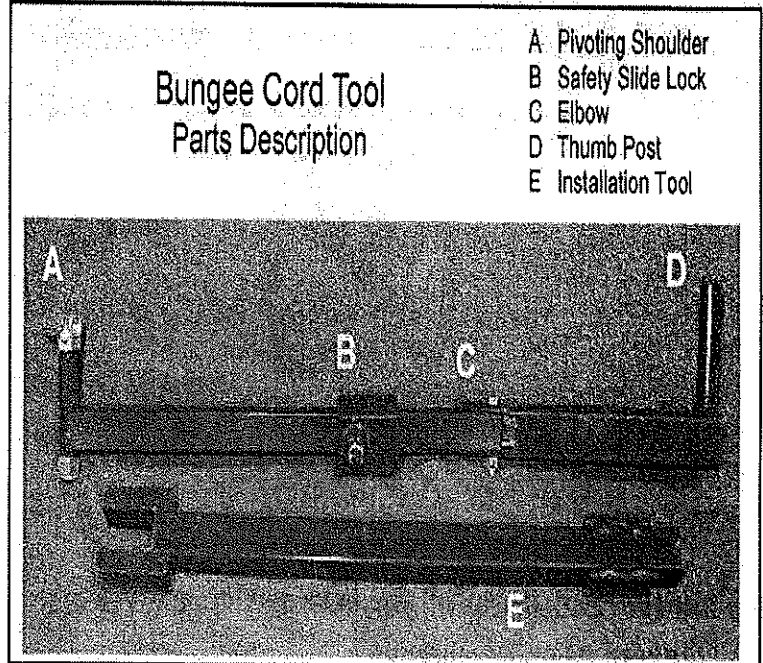 Bungee Cord Tool
Parts Description
A Pivoting Shoulder
B Safety Slide Lock
C Elbow
D Thumb Post
E Installation Tool
A
B
C
D
E